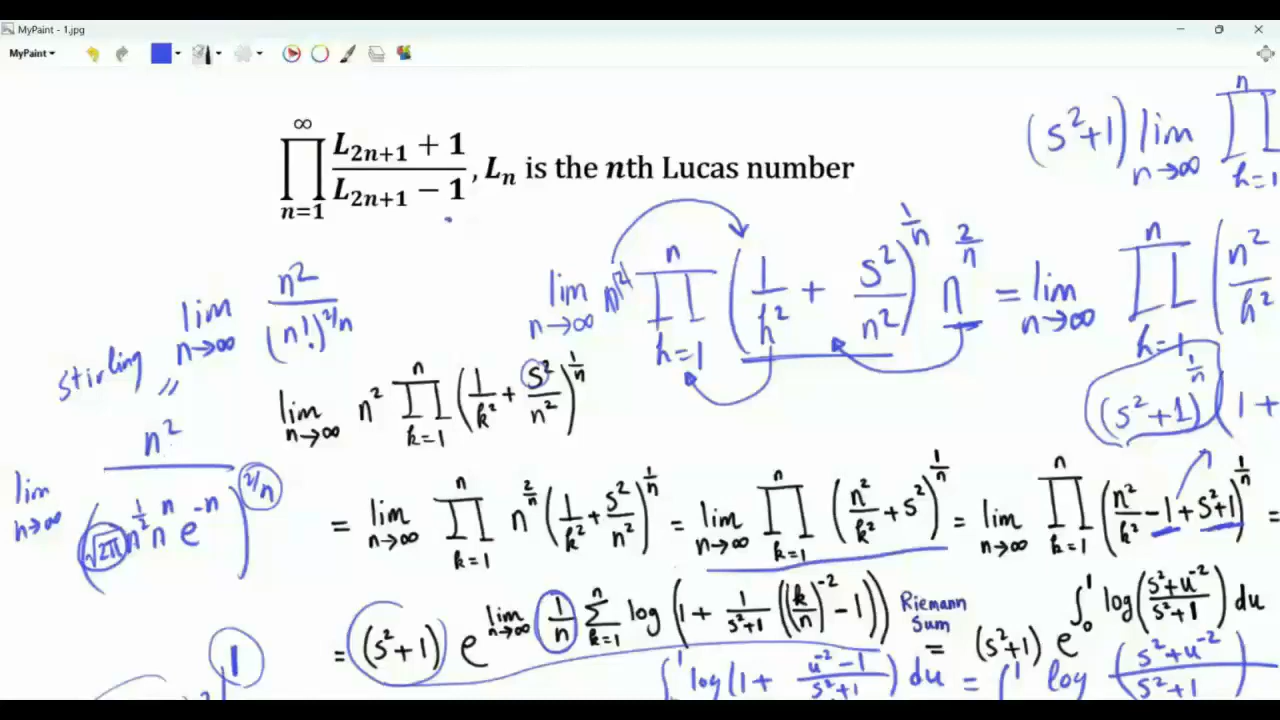 MyPaint - 1.jpg
MyPaint
∏_{n=1}^{∞} (L_{2n+1} + 1)/(L_{2n+1} − 1), L_n is the nth Lucas number
(s²+1) lim_{n→∞} ∏_{k=1}^{n}
lim_{n→∞} ∏_{k=1}^{n} (1/k² + s²/n²)^{1/n} n^{2/n} = lim_{n→∞} ∏_{k=1}^{n} (n²/k²
stirling lim_{n→∞} n²/(n!)^{2/n}
lim_{n→∞} n² ∏_{k=1}^{n} (1/k² + s²/n²)^{1/n}
(s²+1)^{1/n} (1 +
lim_{n→∞} n²/(√2π n^{1/2} n^n e^{-n})^{2/n}
= lim_{n→∞} ∏_{k=1}^{n} n^{2/n} (1/k² + s²/n²)^{1/n} = lim_{n→∞} ∏_{k=1}^{n} (n²/k² + s²)^{1/n} = lim_{n→∞} ∏_{k=1}^{n} (n²/k² − 1 + s²+1)^{1/n} =
= (s²+1) e^{lim_{n→∞} 1/n ∑_{k=1}^{n} log(1 + 1/(s²+1) ((k/n)^{-2} − 1))} Riemann Sum = (s²+1) e^{∫_0^1 log((s²+u^{-2})/(s²+1)) du}
1
∫^1 log(1 + (u^{-2}−1)/(s²+1)) du = ∫^1 log((s²+u^{-2})/(s²+1))